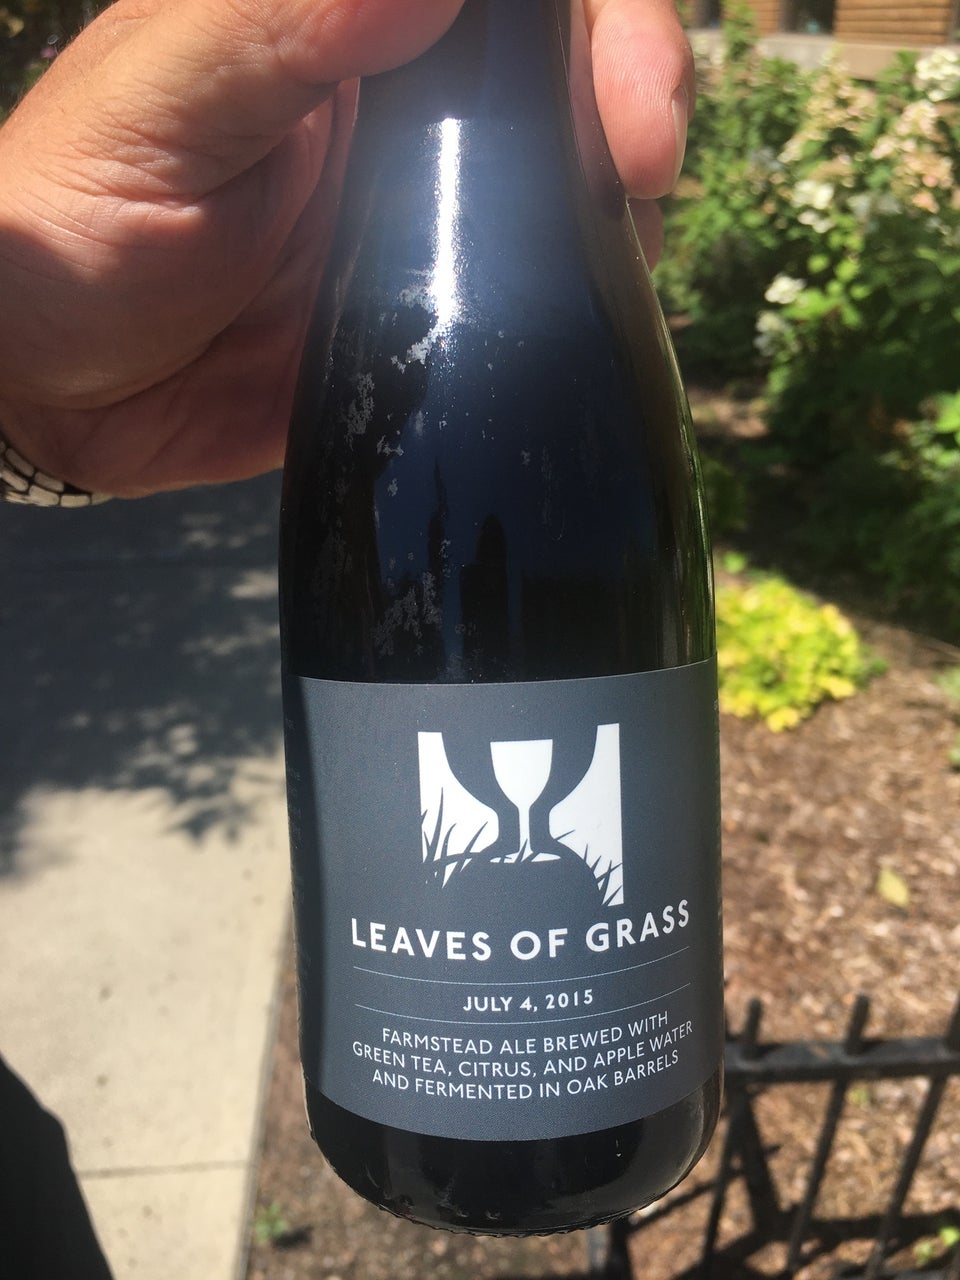 LEAVES OF GRASS
JULY 4, 2015
FARMSTEAD ALE BREWED WITH
GREEN TEA, CITRUS, AND APPLE WATER
AND FERMENTED IN OAK BARRELS